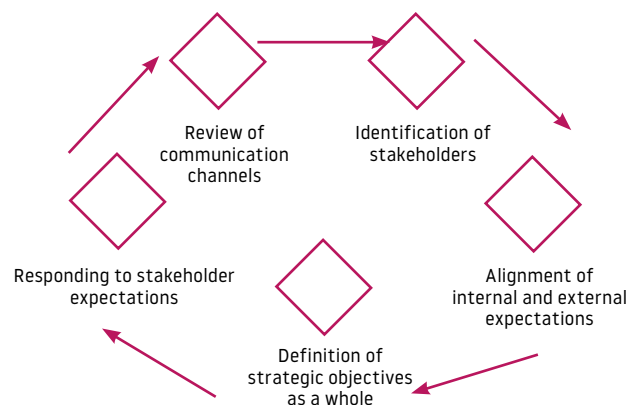 Review of
communication
channels
Identification of
stakeholders
Responding to stakeholder
expectations
Alignment of
internal and external
expectations
Definition of
strategic objectives
as a whole